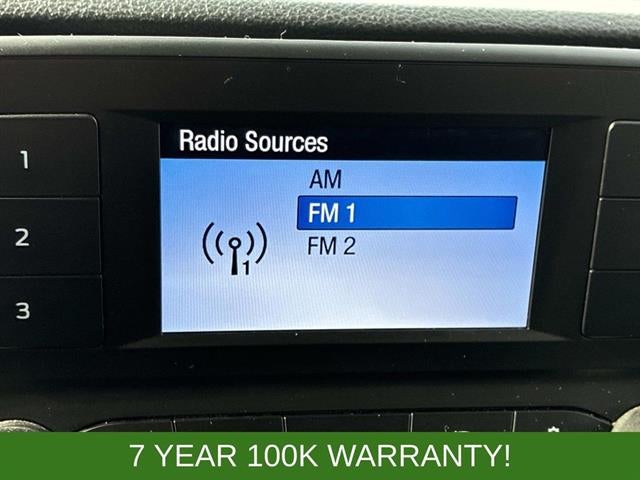 Radio Sources
1
AM
FM 1
2
FM 2
1
3
7 YEAR 100K WARRANTY!